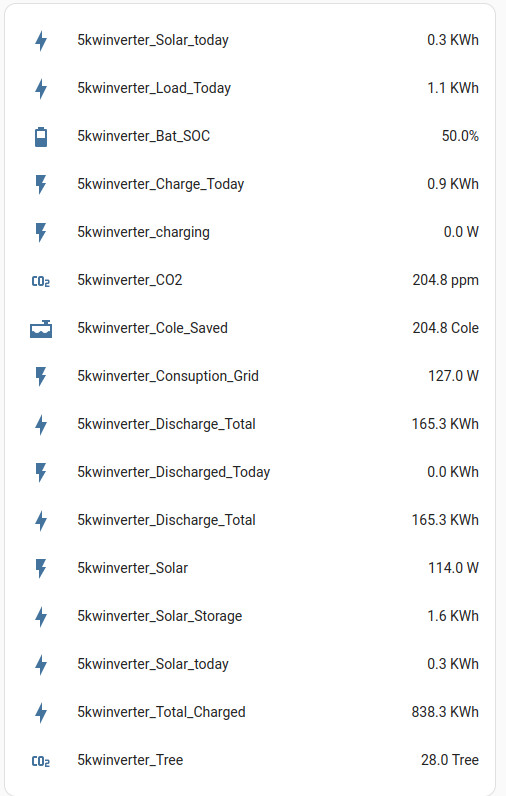 5kwinverter_Solar_today 0.3 KWh
5kwinverter_Load_Today 1.1 KWh
5kwinverter_Bat_SOC 50.0%
5kwinverter_Charge_Today 0.9 KWh
5kwinverter_charging 0.0 W
CO₂ 5kwinverter_CO2 204.8 ppm
5kwinverter_Cole_Saved 204.8 Cole
5kwinverter_Consuption_Grid 127.0 W
5kwinverter_Discharge_Total 165.3 KWh
5kwinverter_Discharged_Today 0.0 KWh
5kwinverter_Discharge_Total 165.3 KWh
5kwinverter_Solar 114.0 W
5kwinverter_Solar_Storage 1.6 KWh
5kwinverter_Solar_today 0.3 KWh
5kwinverter_Total_Charged 838.3 KWh
CO₂ 5kwinverter_Tree 28.0 Tree